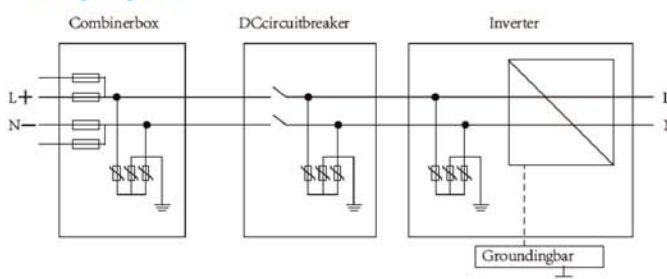 Combinerbox
DCcircuitbreaker
Inverter
L+
N−
Groundingbar